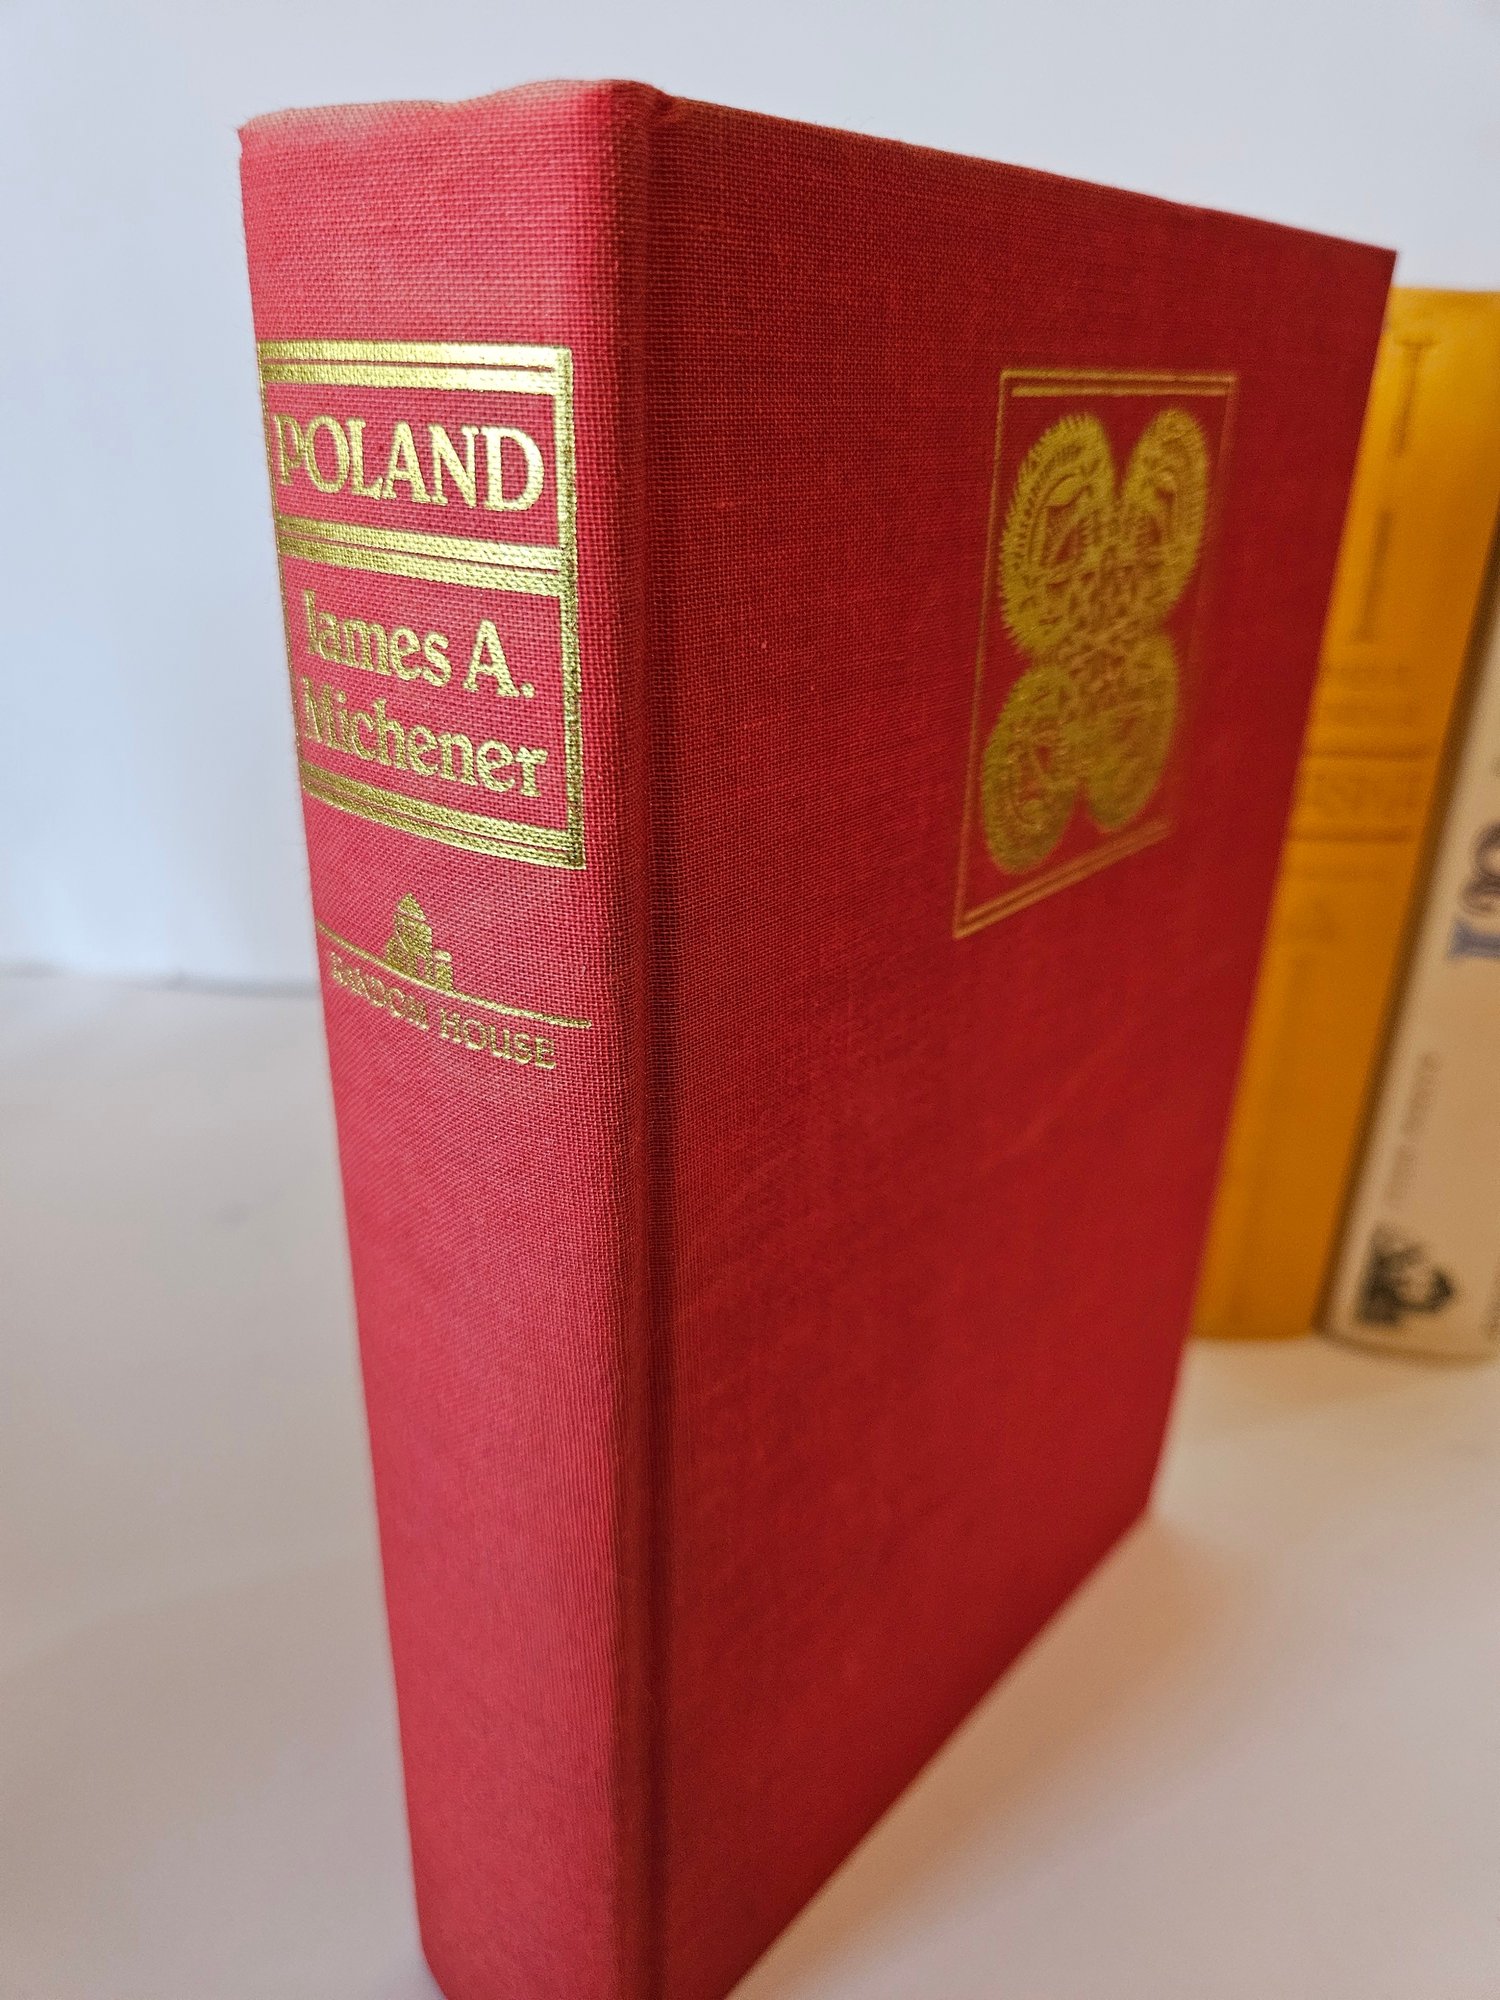 POLAND
James A.
Michener
RANDOM HOUSE